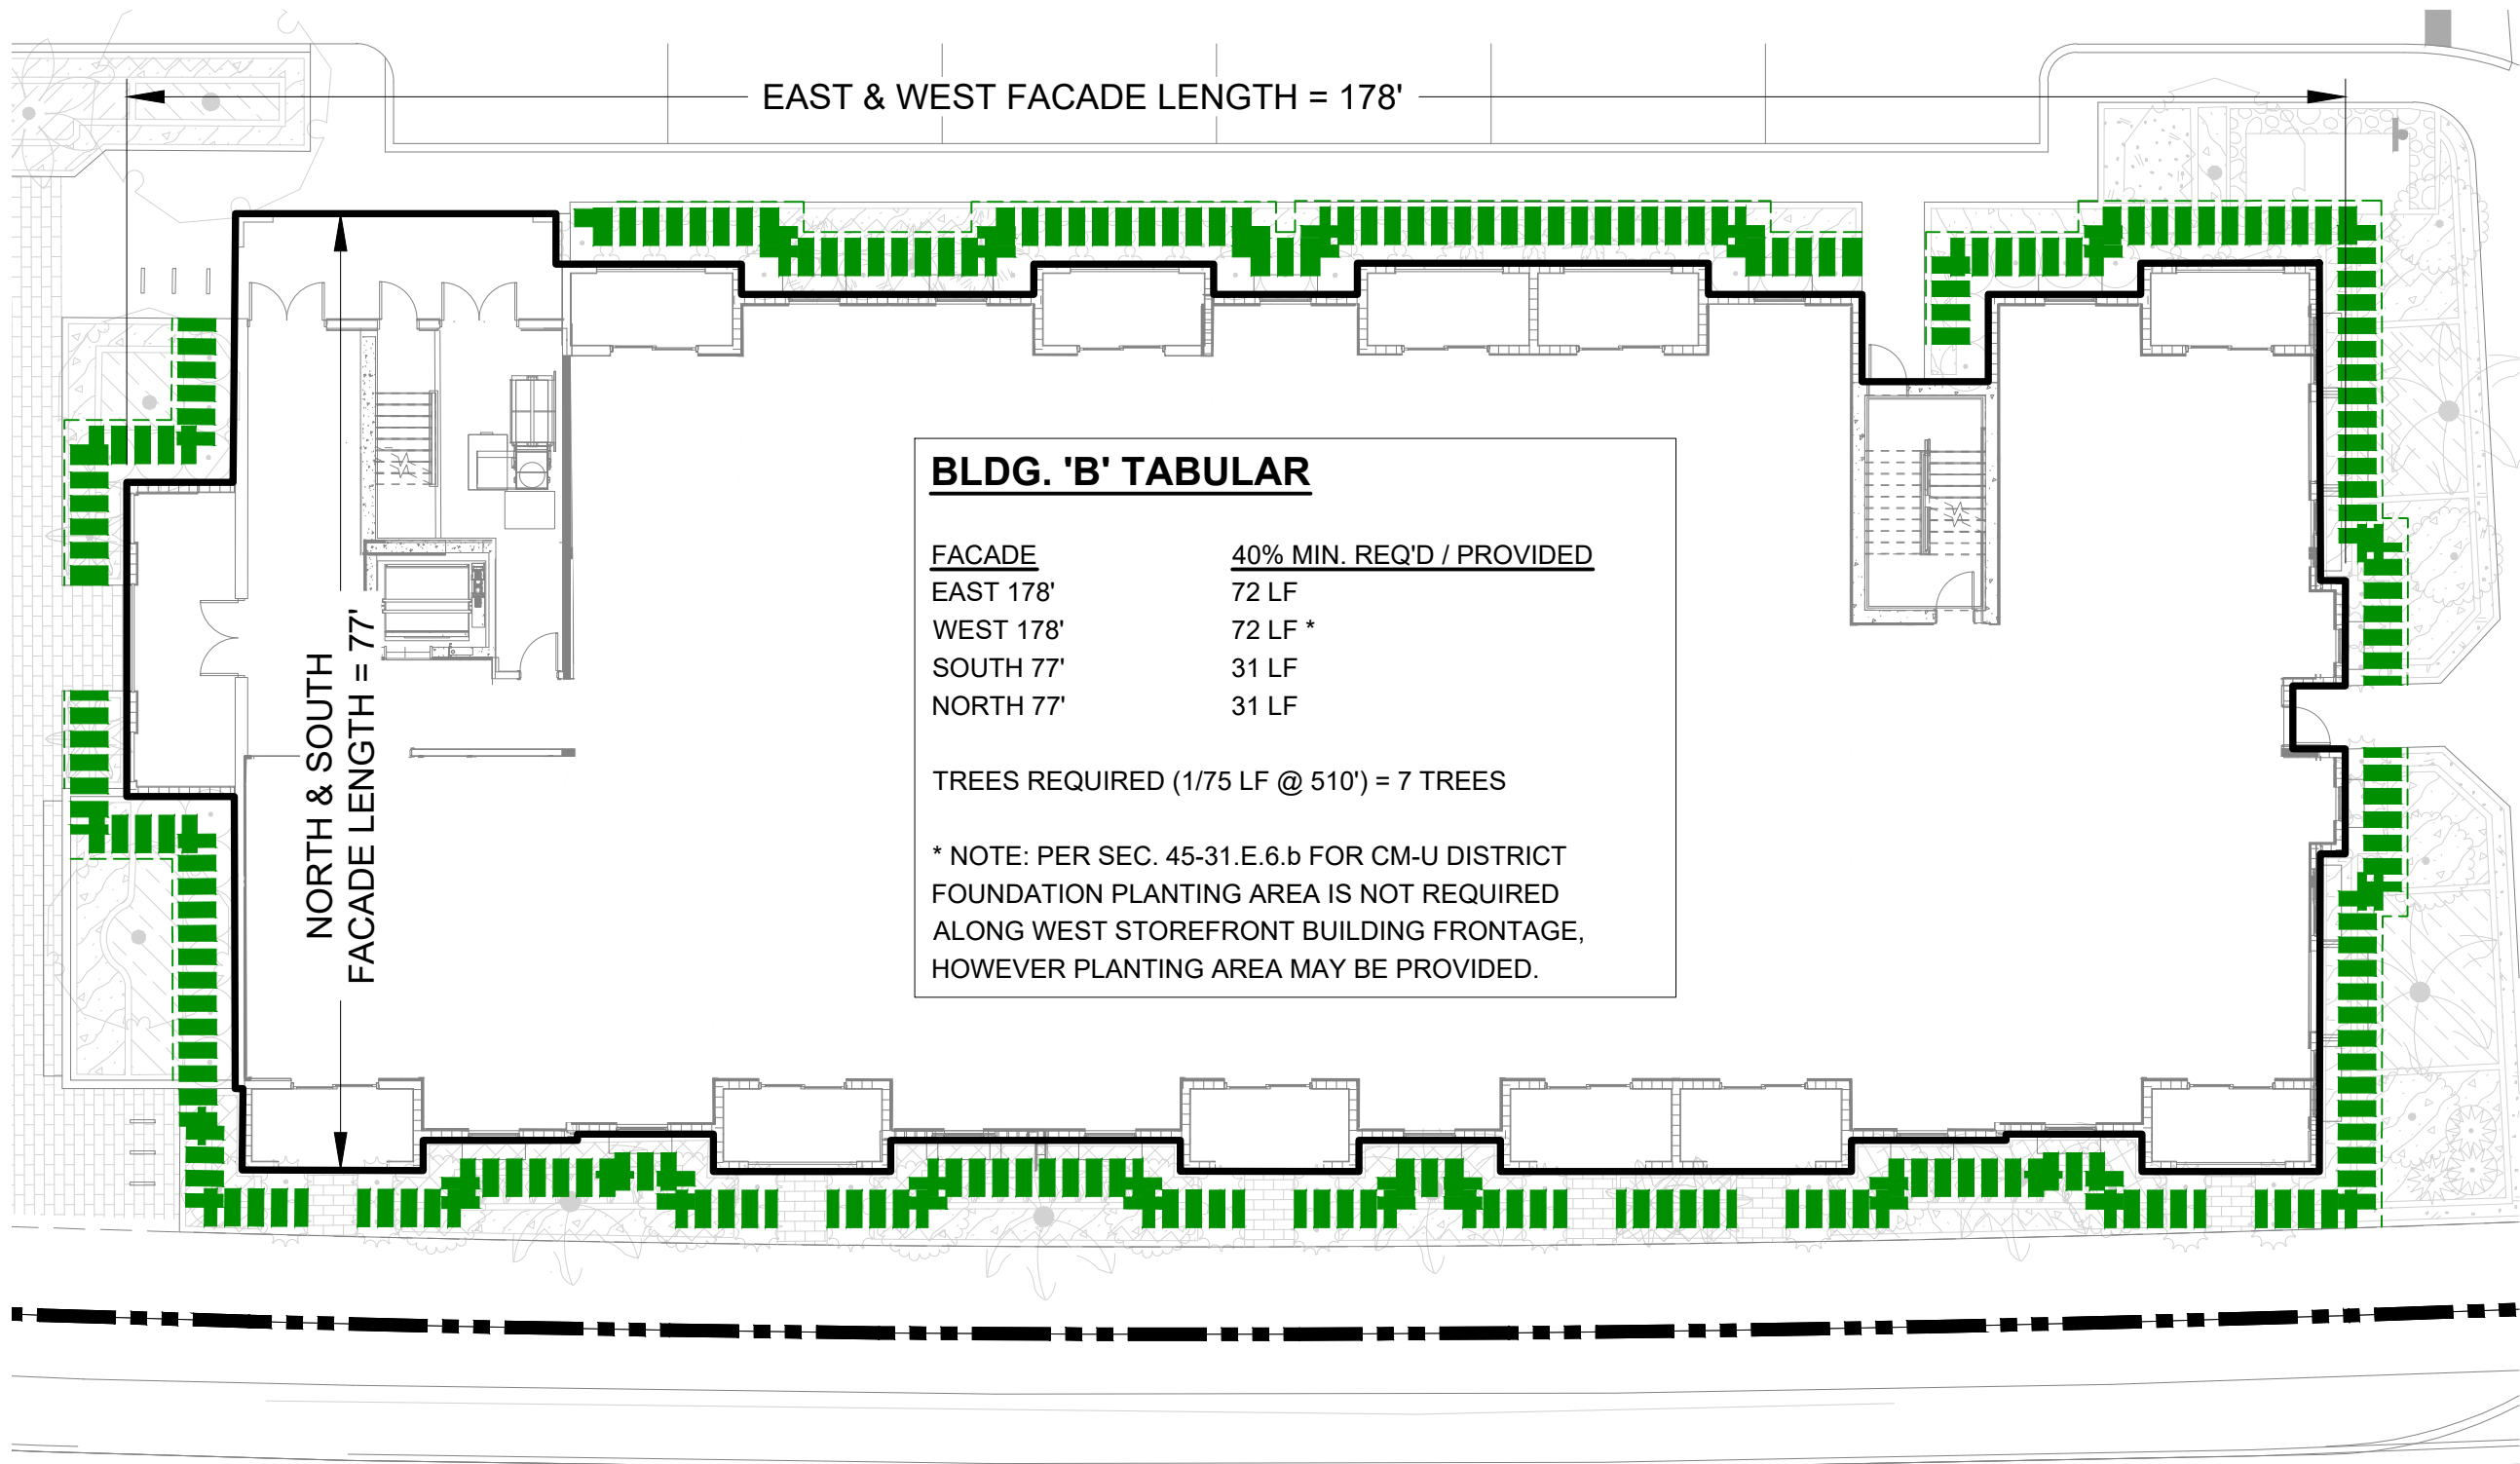 EAST & WEST FACADE LENGTH = 178'
NORTH & SOUTH
FACADE LENGTH = 77'
BLDG. 'B' TABULAR
FACADE 40% MIN. REQ'D / PROVIDED
EAST 178' 72 LF
WEST 178' 72 LF *
SOUTH 77' 31 LF
NORTH 77' 31 LF
TREES REQUIRED (1/75 LF @ 510') = 7 TREES
* NOTE: PER SEC. 45-31.E.6.b FOR CM-U DISTRICT
FOUNDATION PLANTING AREA IS NOT REQUIRED
ALONG WEST STOREFRONT BUILDING FRONTAGE,
HOWEVER PLANTING AREA MAY BE PROVIDED.